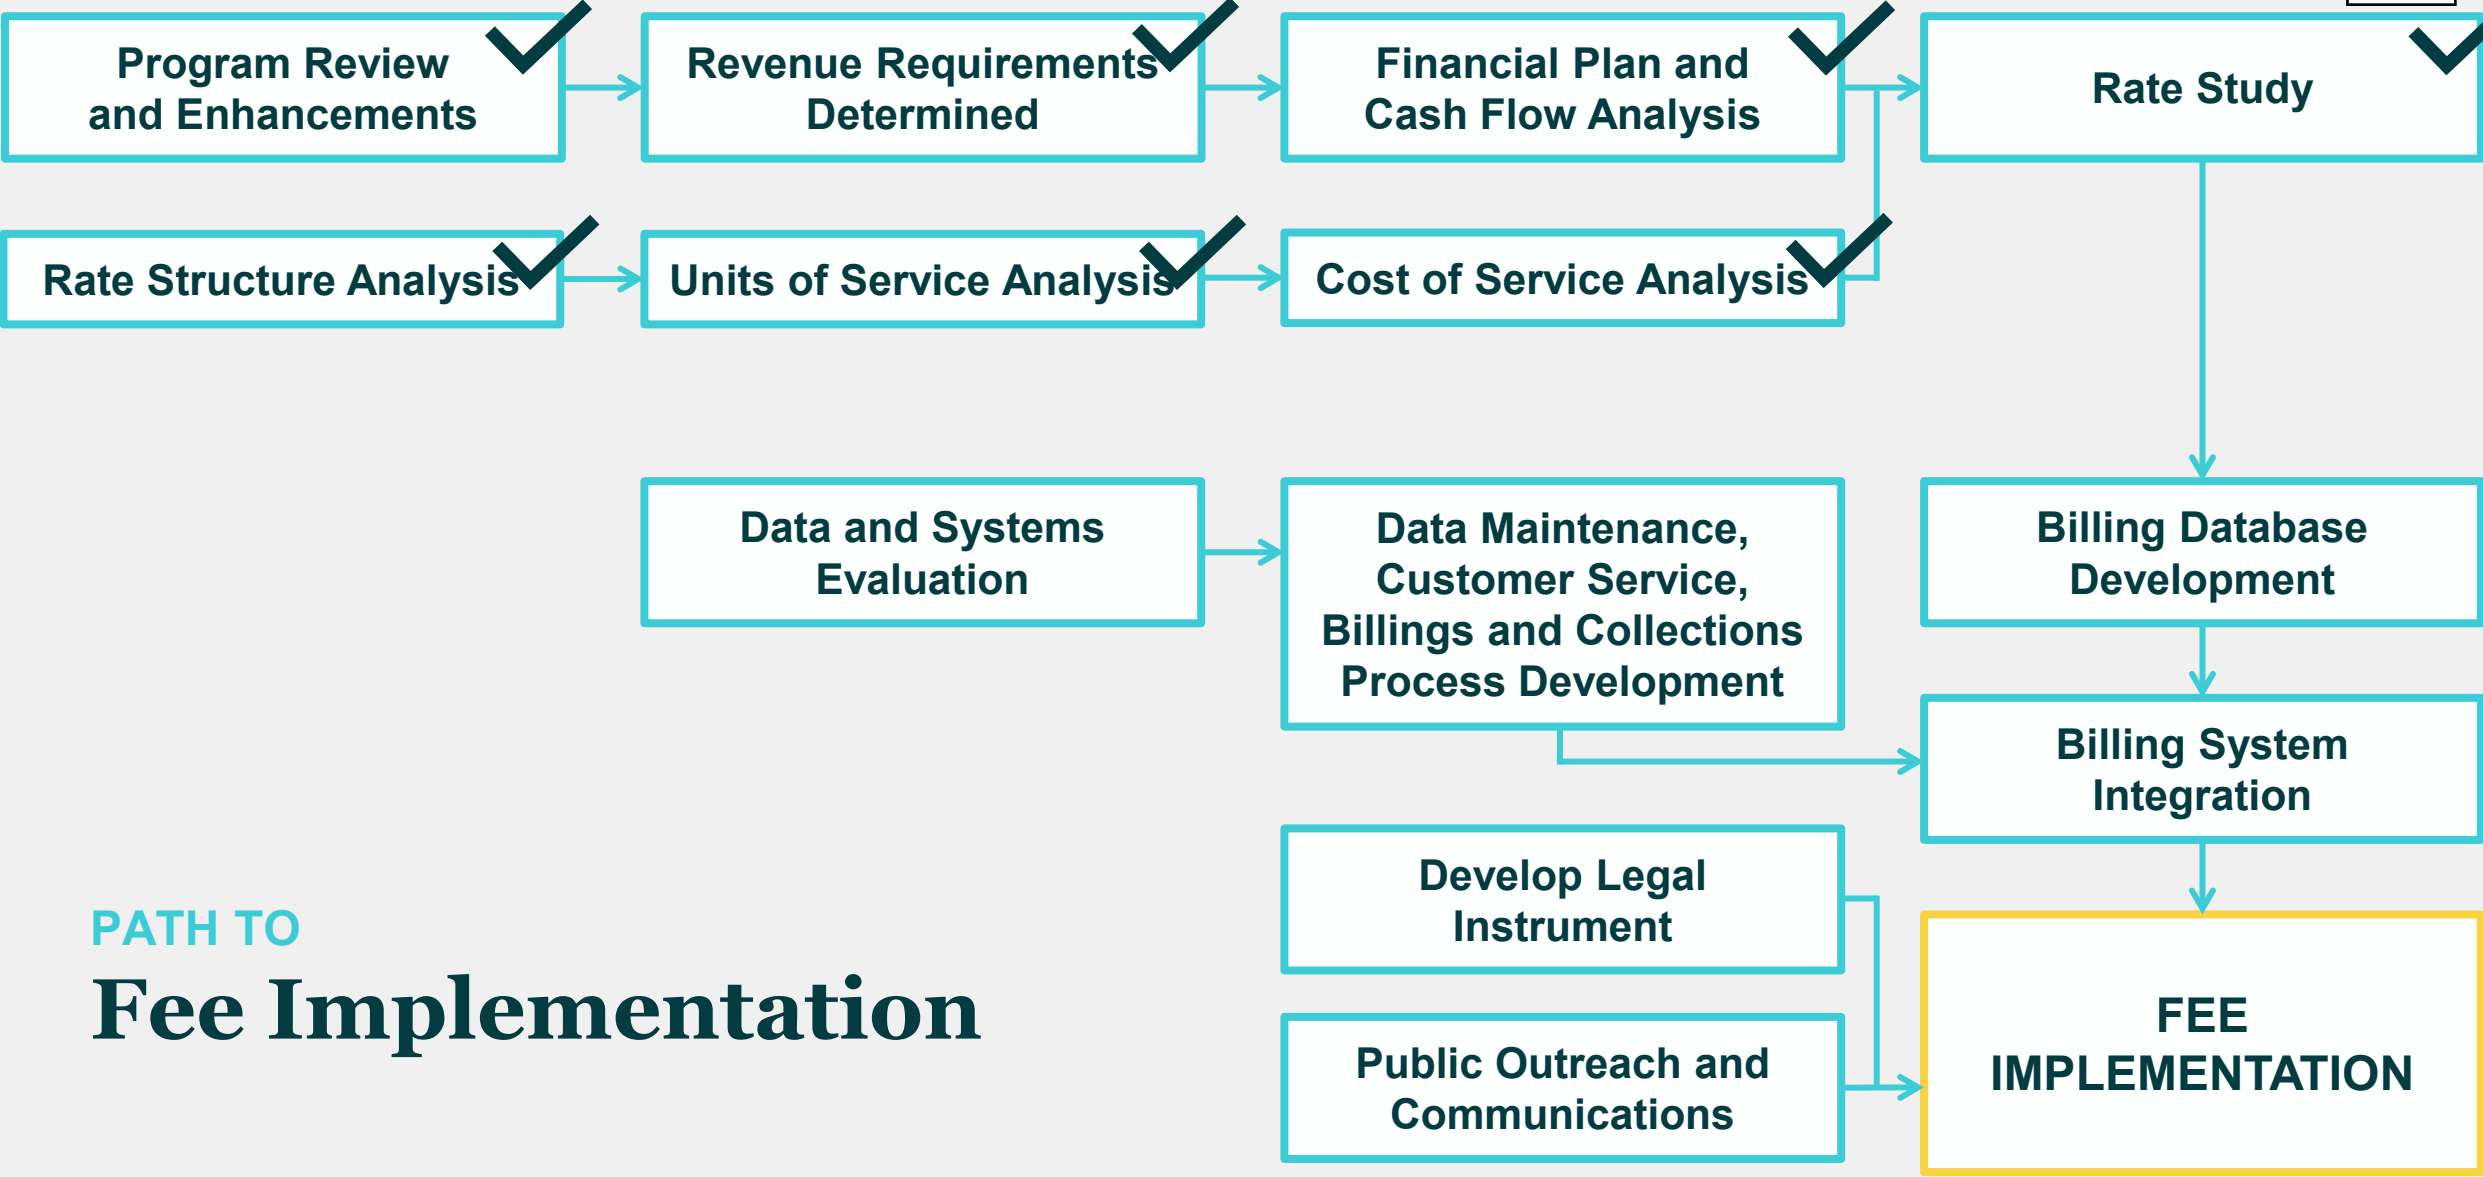 Program Review
and Enhancements
Revenue Requirements
Determined
Financial Plan and
Cash Flow Analysis
Rate Study
Rate Structure Analysis
Units of Service Analysis
Cost of Service Analysis
Data and Systems
Evaluation
Data Maintenance,
Customer Service,
Billings and Collections
Process Development
Billing Database
Development
Billing System
Integration
Develop Legal
Instrument
Public Outreach and
Communications
FEE
IMPLEMENTATION
PATH TO
Fee Implementation